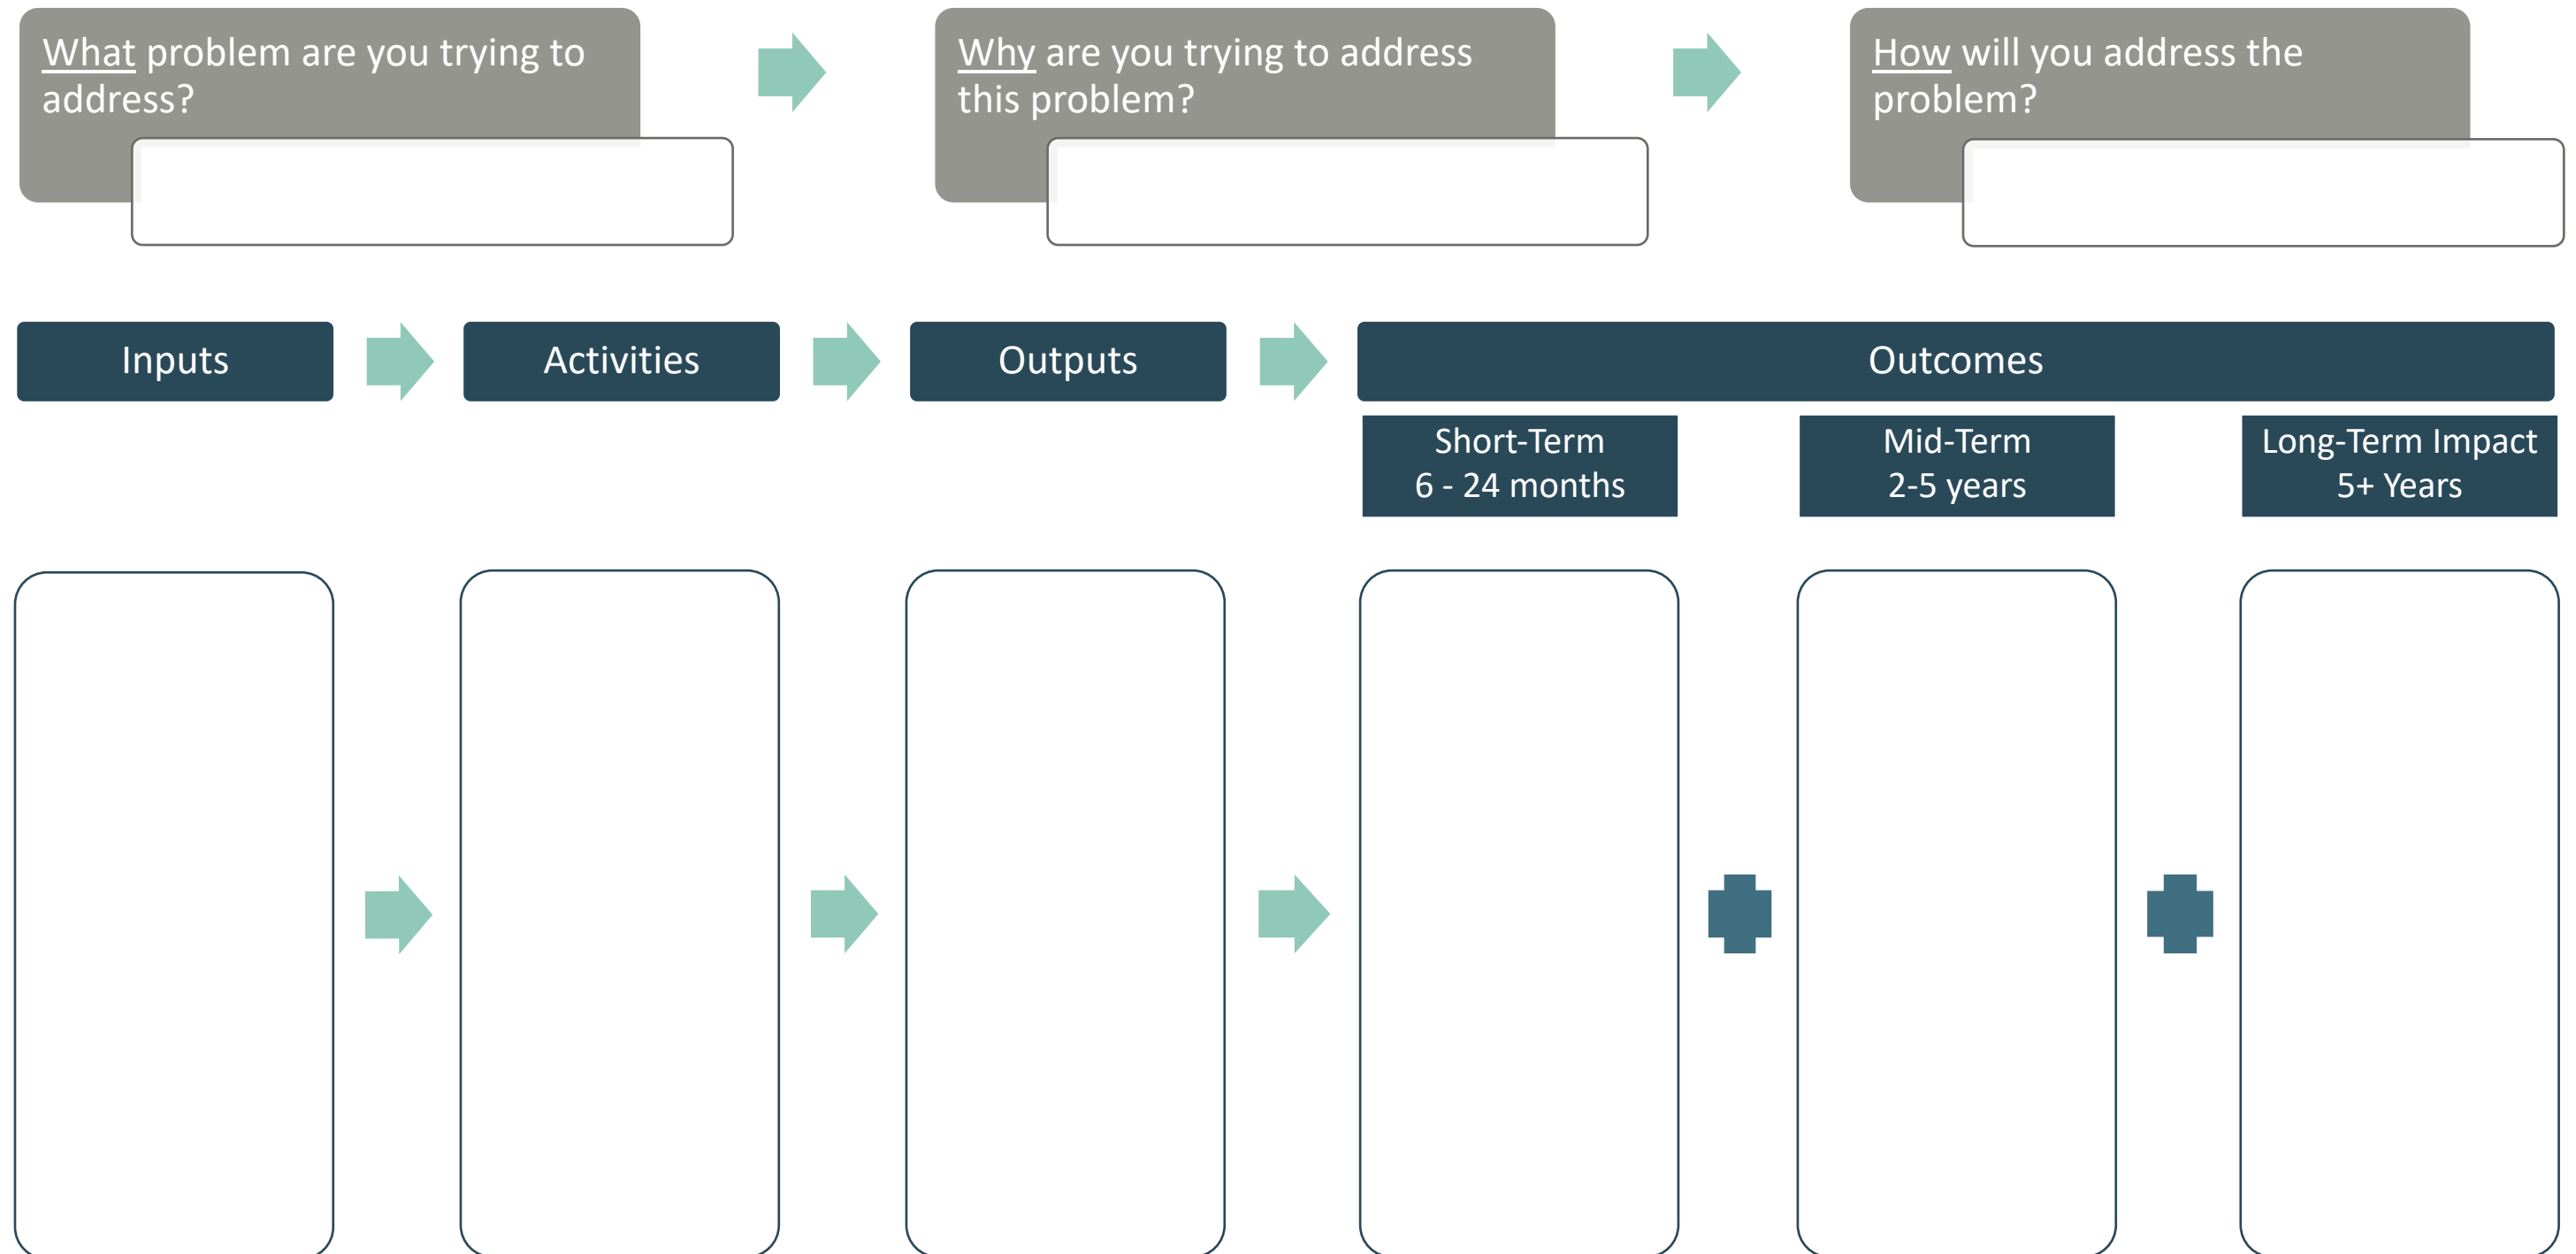 What problem are you trying to
address?
Why are you trying to address
this problem?
How will you address the
problem?
Inputs
Activities
Outputs
Outcomes
Short-Term
6 - 24 months
Mid-Term
2-5 years
Long-Term Impact
5+ Years